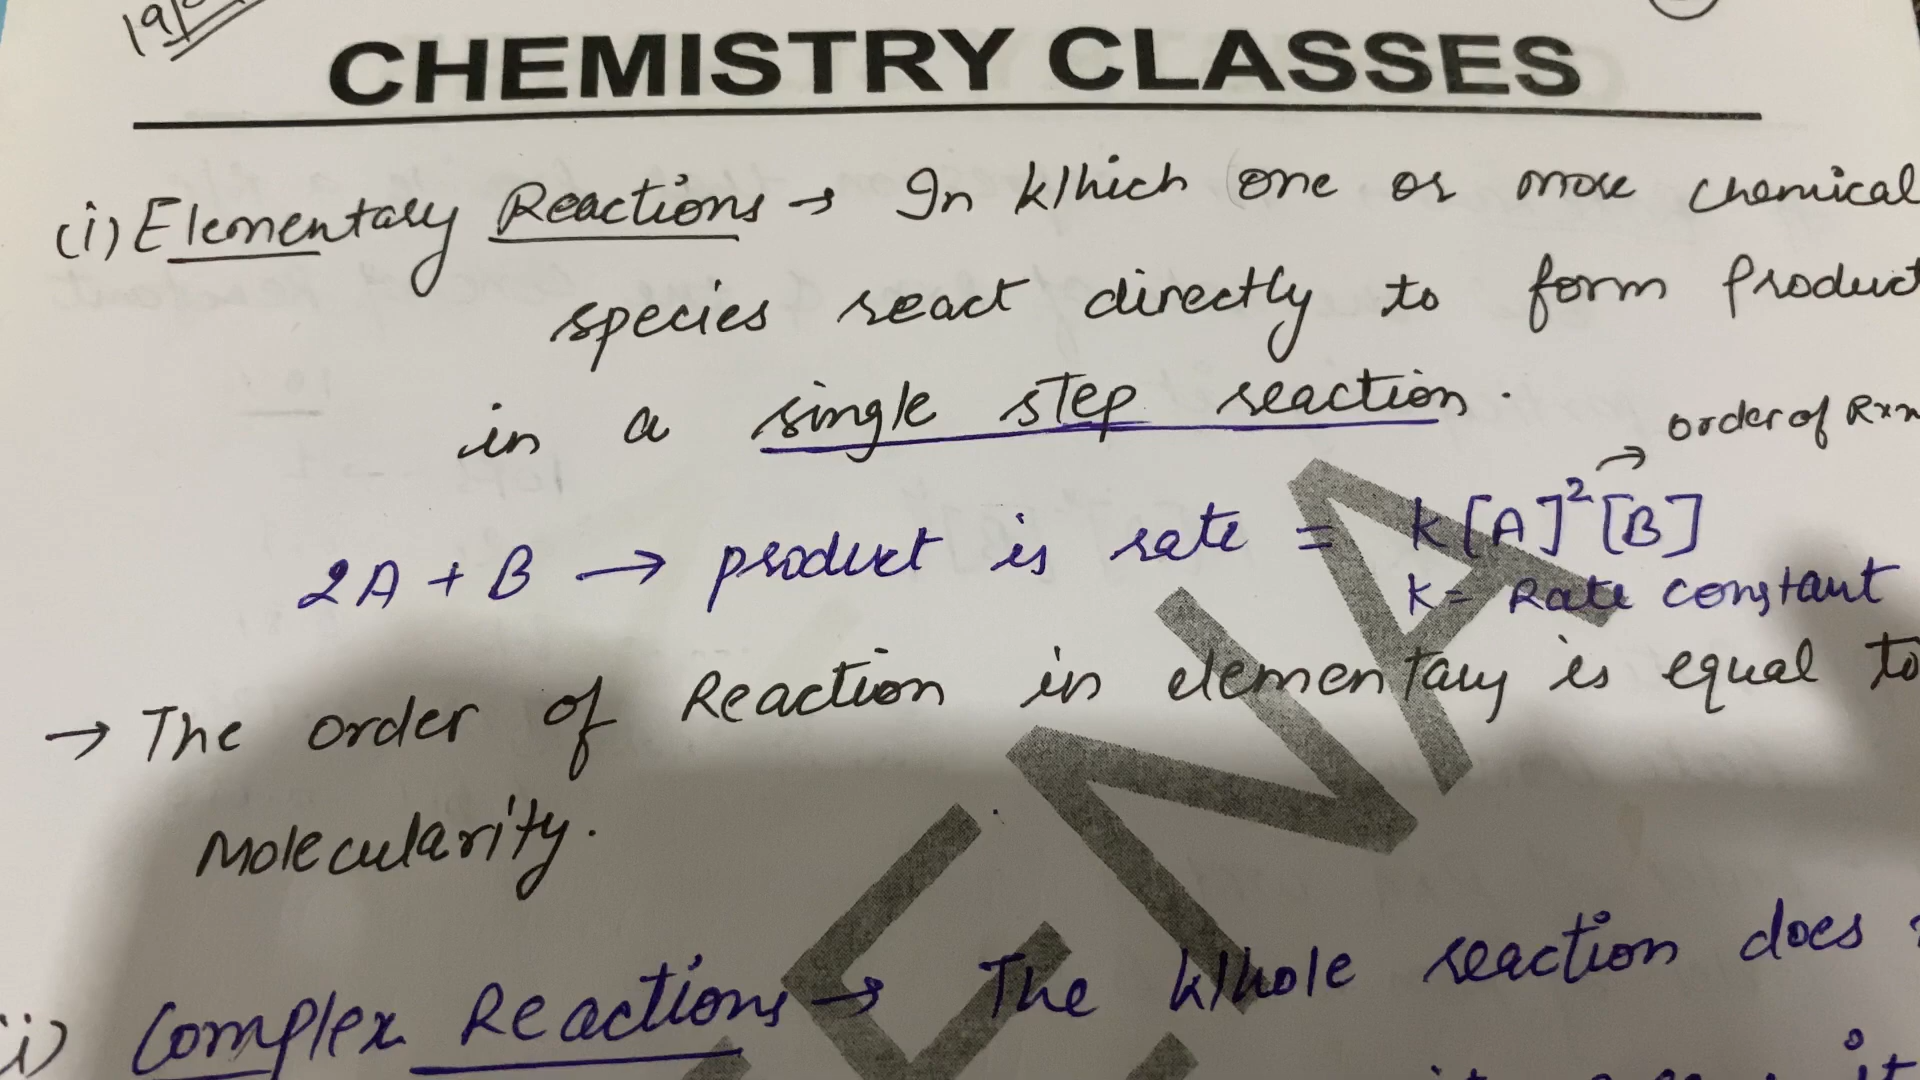 CHEMISTRY CLASSES
(i) Elementary Reactions → In Which one or more chemical
species react directly to form Product
in a single step reaction.
order of Rxn
2A + B → product is rate = K[A]²[B]
K = Rate constant
→ The order of Reaction in elementary is equal to
Molecularity.
ii) Complex Reactions → The Whole reaction does
ENA